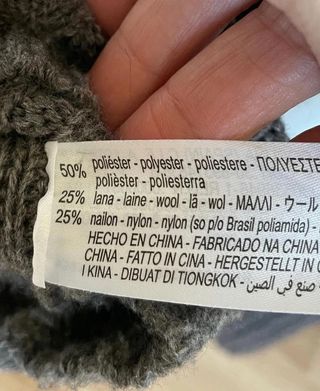 50% poliéster - polyester - poliestere - ΠΟΛΥΕΣΤΕ
polièster - poliesterra
25% lana - laine - wool - lã - wol - ΜΑΛΛΙ - ウール
25% nailon - nylon - nylon (so p/o Brasil poliamida) -
HECHO EN CHINA - FABRICADO NA CHINA
CHINA - FATTO IN CINA - HERGESTELLT IN C
I KINA - DIBUAT DI TIONGKOK - صنع في الصين